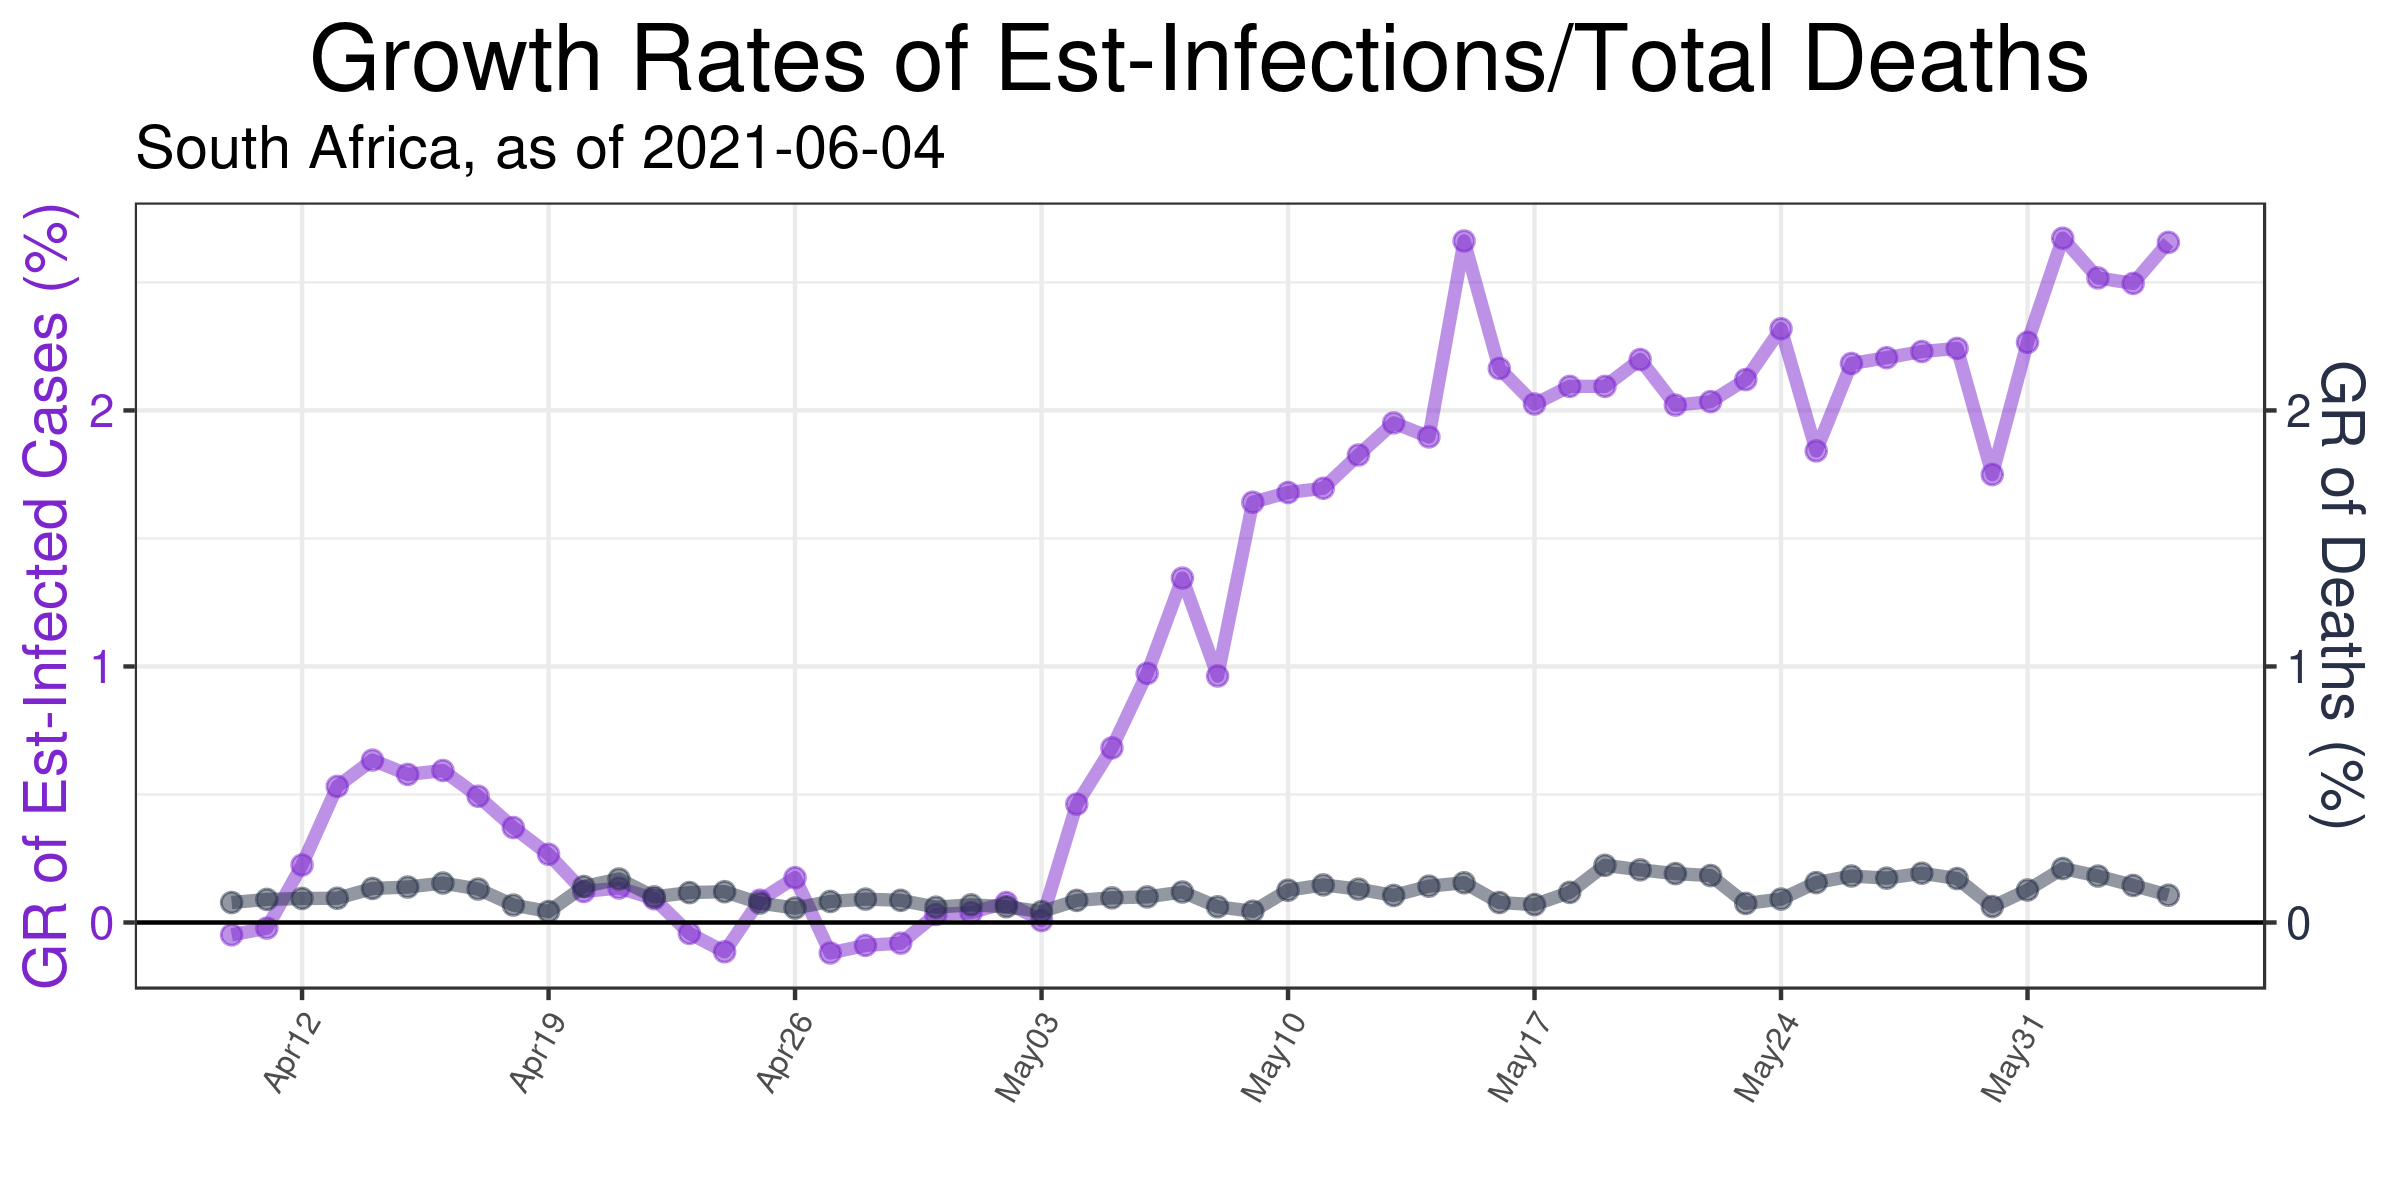 Growth Rates of Est-Infections/Total Deaths
South Africa, as of 2021-06-04
GR of Est-Infected Cases (%)
2
1
0
2
1
0
GR of Deaths (%)
Apr12
Apr19
Apr26
May03
May10
May17
May24
May31